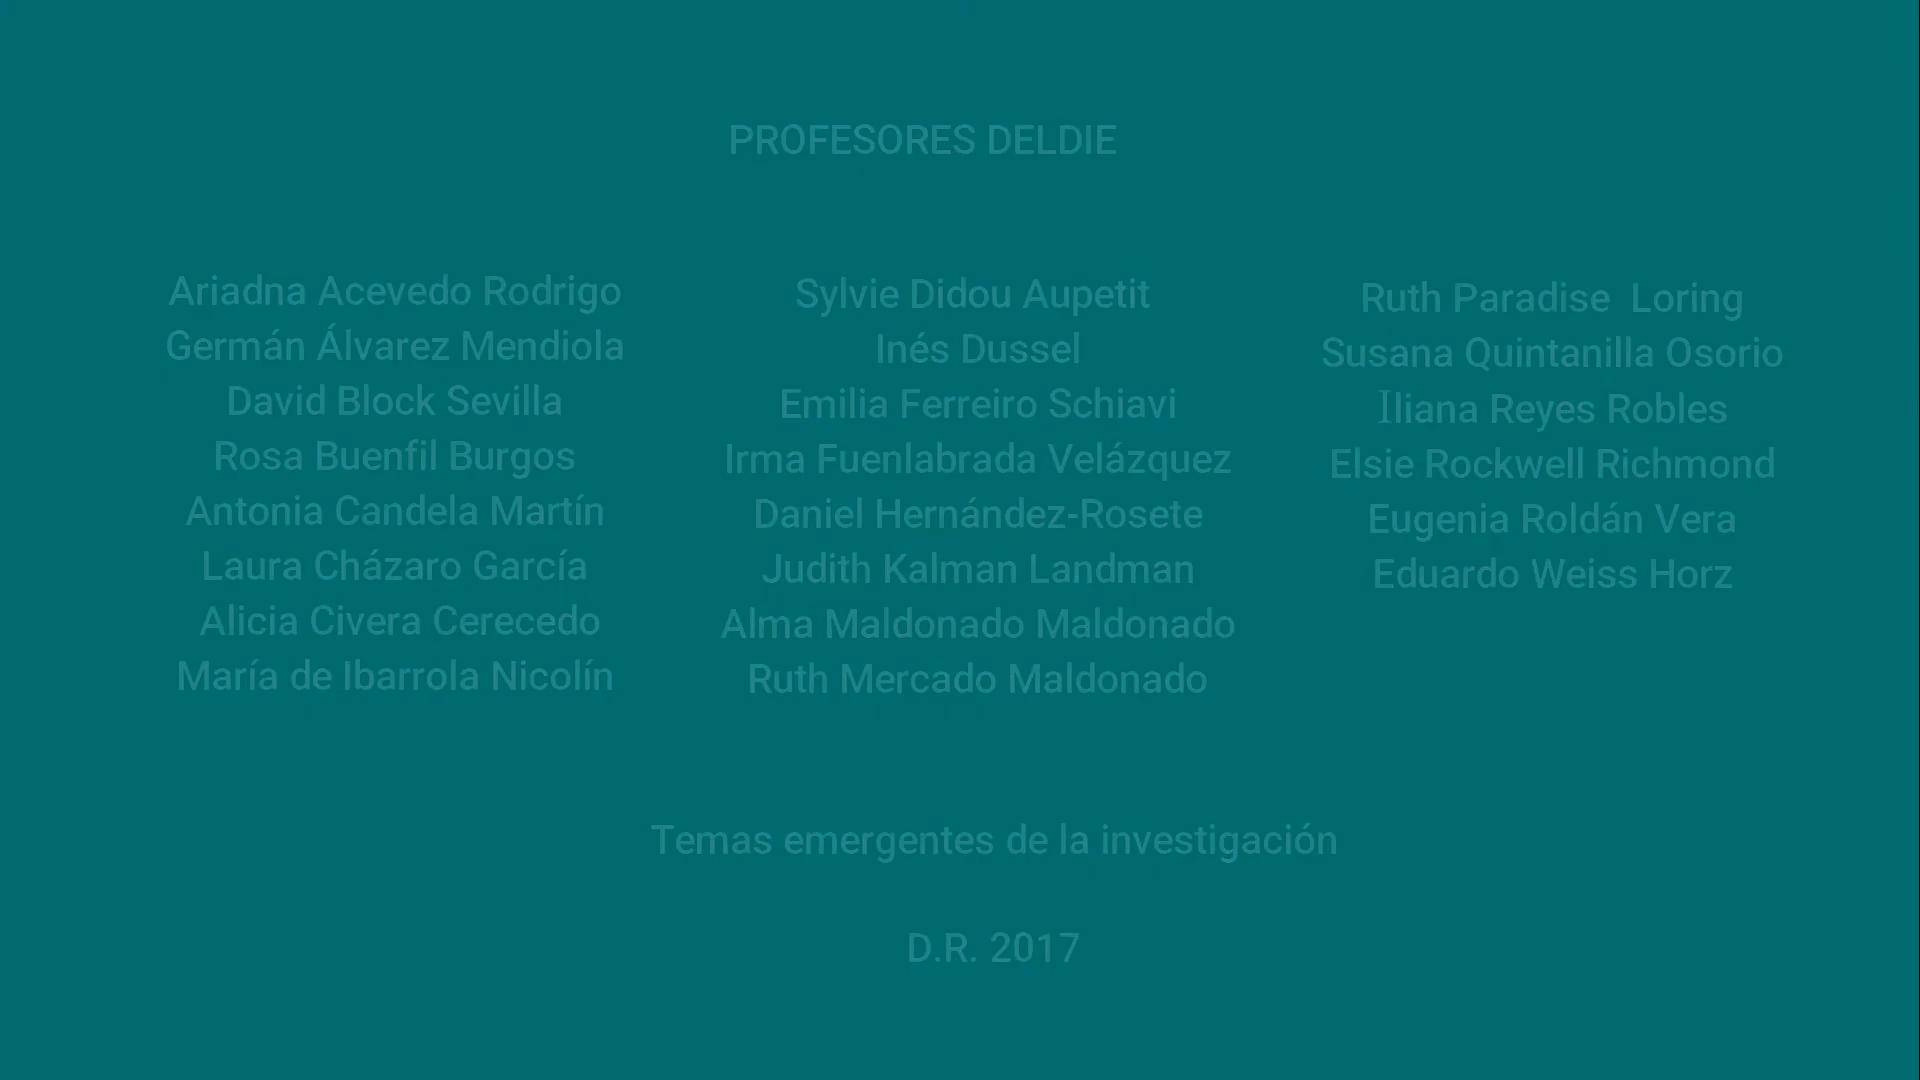 PROFESORES DELDIE
Ariadna Acevedo Rodrigo
Germán Álvarez Mendiola
David Block Sevilla
Rosa Buenfil Burgos
Antonia Candela Martín
Laura Cházaro García
Alicia Civera Cerecedo
María de Ibarrola Nicolín
Sylvie Didou Aupetit
Inés Dussel
Emilia Ferreiro Schiavi
Irma Fuenlabrada Velázquez
Daniel Hernández-Rosete
Judith Kalman Landman
Alma Maldonado Maldonado
Ruth Mercado Maldonado
Ruth Paradise Loring
Susana Quintanilla Osorio
Iliana Reyes Robles
Elsie Rockwell Richmond
Eugenia Roldán Vera
Eduardo Weiss Horz
Temas emergentes de la investigación
D.R. 2017